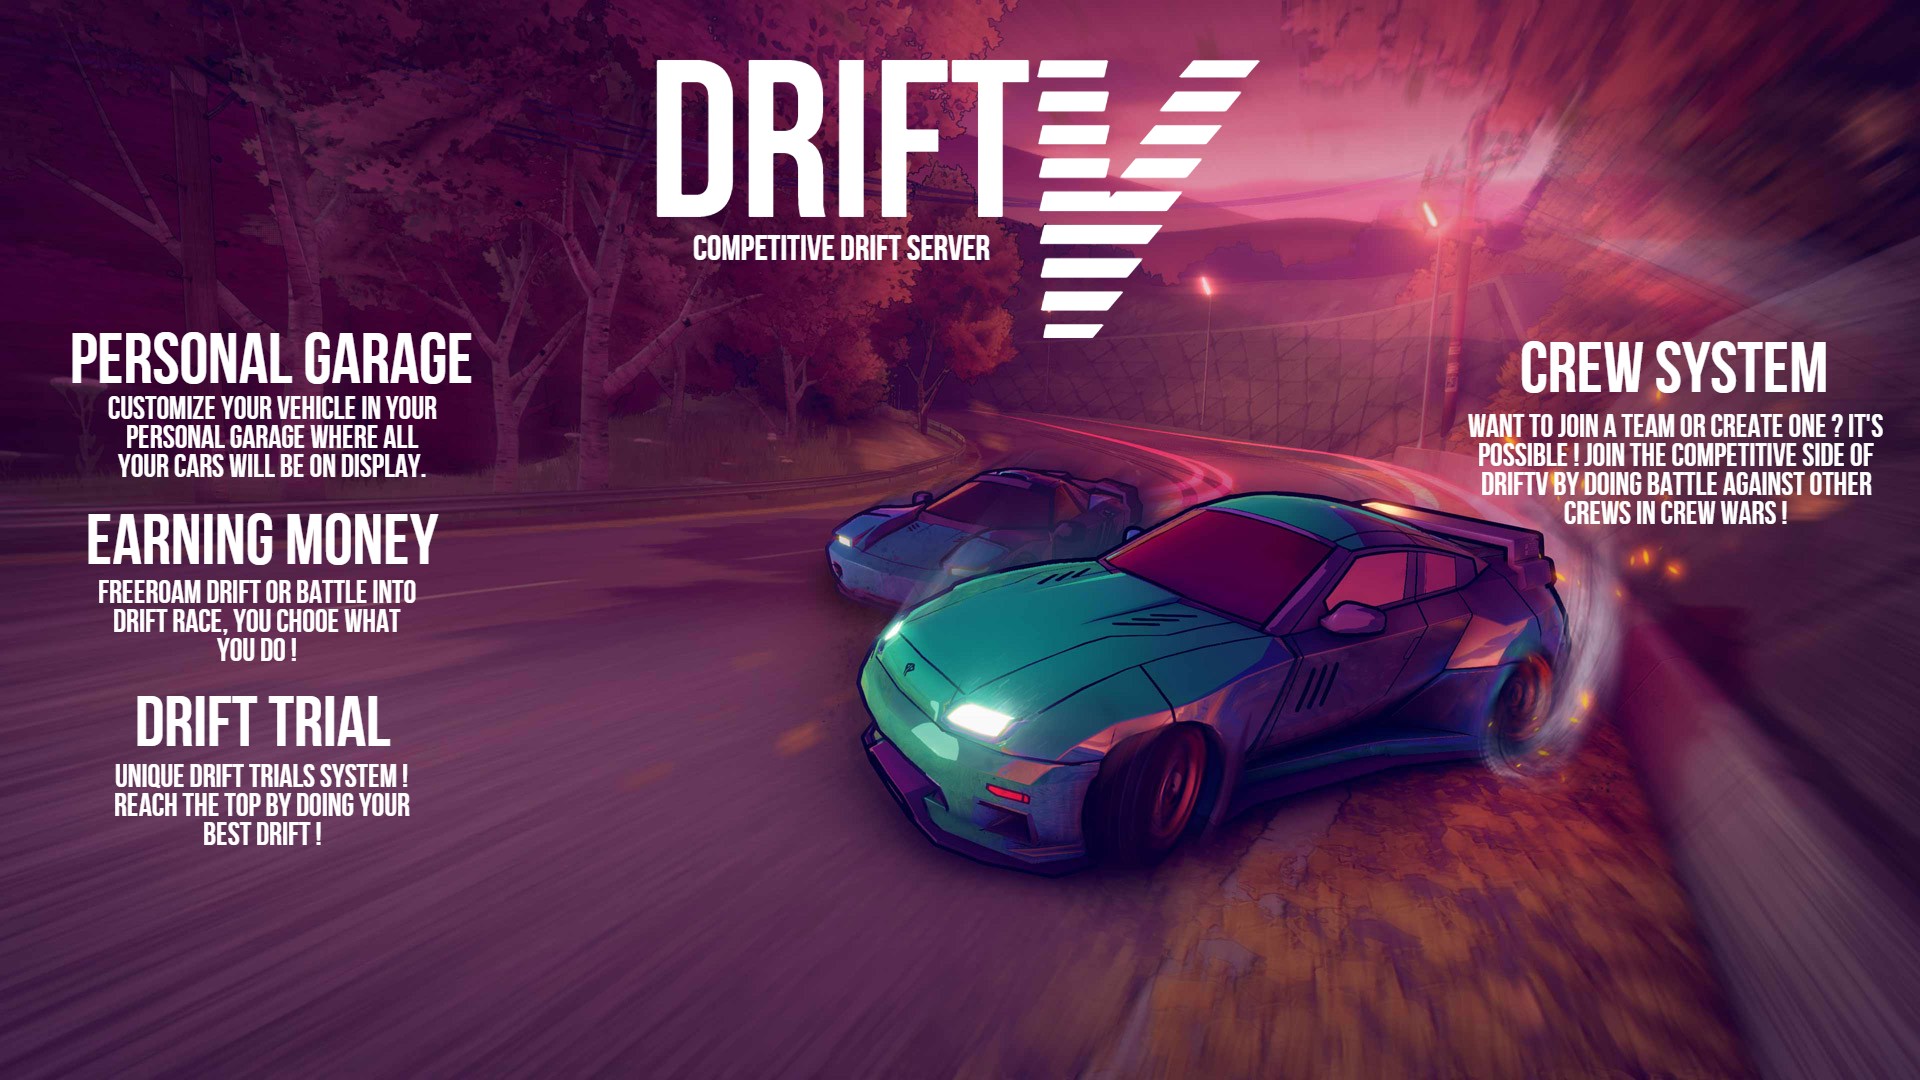 DRIFT V
COMPETITIVE DRIFT SERVER
PERSONAL GARAGE
CUSTOMIZE YOUR VEHICLE IN YOUR
PERSONAL GARAGE WHERE ALL
YOUR CARS WILL BE ON DISPLAY.
EARNING MONEY
FREEROAM DRIFT OR BATTLE INTO
DRIFT RACE, YOU CHOOE WHAT
YOU DO !
DRIFT TRIAL
UNIQUE DRIFT TRIALS SYSTEM !
REACH THE TOP BY DOING YOUR
BEST DRIFT !
CREW SYSTEM
WANT TO JOIN A TEAM OR CREATE ONE ? IT'S
POSSIBLE ! JOIN THE COMPETITIVE SIDE OF
DRIFTV BY DOING BATTLE AGAINST OTHER
CREWS IN CREW WARS !